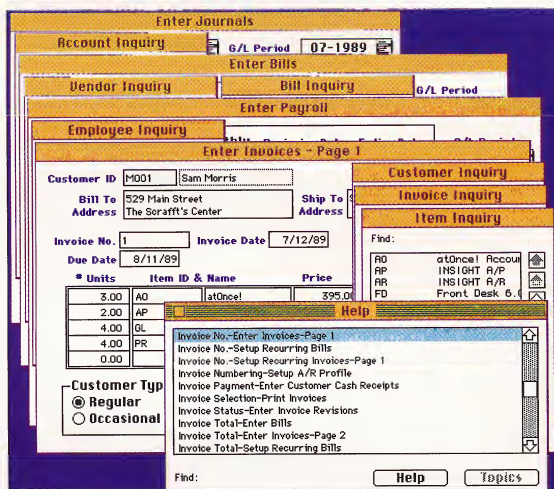 Enter Journals
Account Inquiry
G/L Period 07-1989
Enter Bills
Vendor Inquiry
Bill Inquiry
G/L Period
Enter Payroll
Employee Inquiry
Enter Invoices - Page 1
Customer ID M001 Sam Morris
Customer Inquiry
Bill To Address
529 Main Street
The Scrafft's Center
Ship To Address
Invoice Inquiry
Item Inquiry
Invoice No. 1
Invoice Date 7/12/89
Due Date 8/11/89
Find:
AO atOnce! Accoun
AP INSIGHT A/P
AR INSIGHT A/R
FD Front Desk 6.0
# Units Item ID & Name Price
3.00 AO atOnce! 395.00
2.00 AP
4.00 GL
4.00 PR
0.00
Customer Typ
Regular
Occasional
Help
Invoice No.-Enter Invoices-Page 1
Invoice No.-Setup Recurring Bills
Invoice No.-Setup Recurring Invoices-Page 1
Invoice Numbering-Setup A/R Profile
Invoice Payment-Enter Customer Cash Receipts
Invoice Selection-Print Invoices
Invoice Status-Enter Invoice Revisions
Invoice Total-Enter Bills
Invoice Total-Enter Invoices-Page 2
Invoice Total-Setup Recurring Bills
Find:
Help
Topics